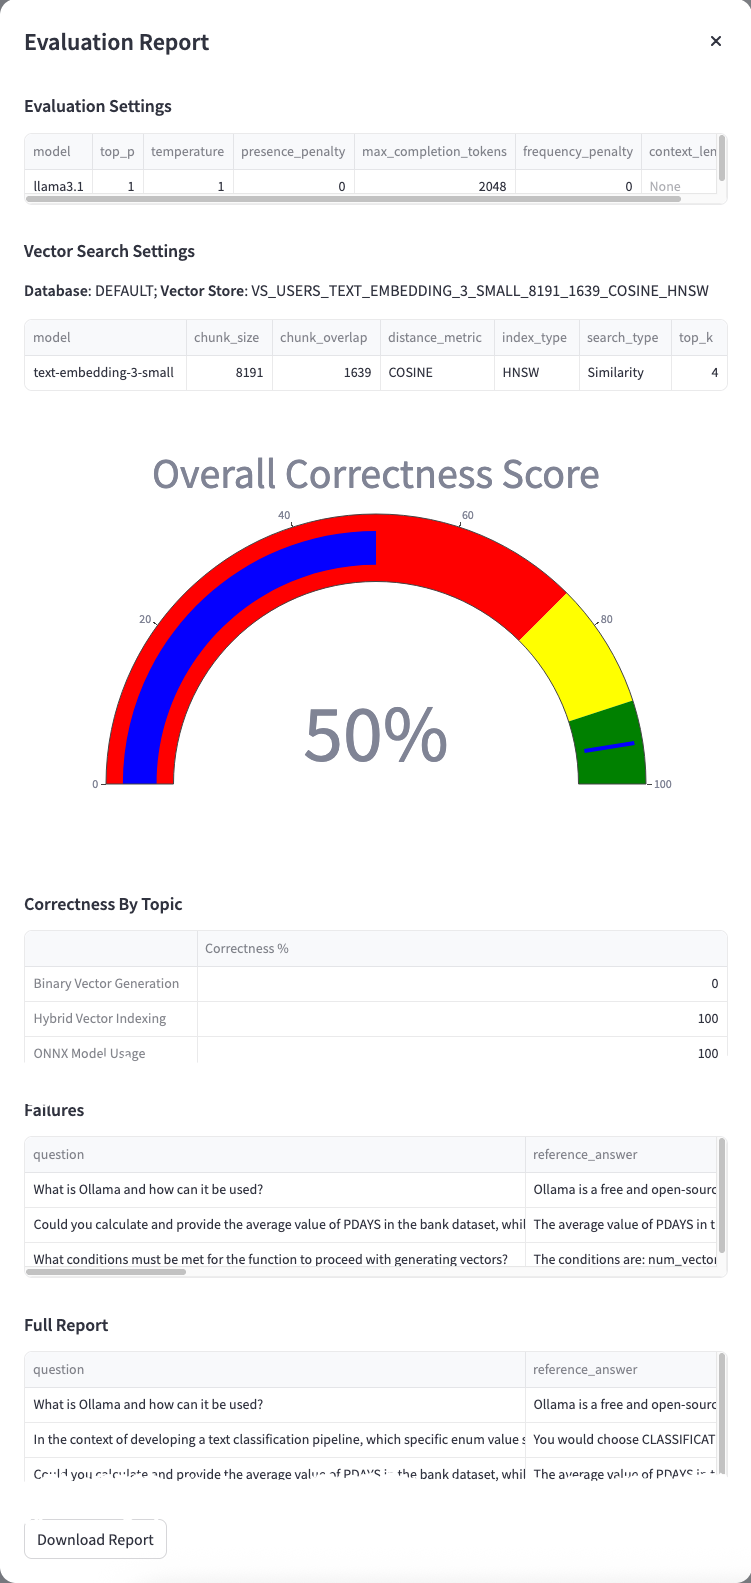 Evaluation Report
Evaluation Settings
model top_p temperature presence_penalty max_completion_tokens frequency_penalty context_len
llama3.1 1 1 0 2048 0 None
Vector Search Settings
Database: DEFAULT; Vector Store: VS_USERS_TEXT_EMBEDDING_3_SMALL_8191_1639_COSINE_HNSW
model chunk_size chunk_overlap distance_metric index_type search_type top_k
text-embedding-3-small 8191 1639 COSINE HNSW Similarity 4
Overall Correctness Score
40 60
20 80
50%
0 100
Correctness By Topic
Correctness %
Binary Vector Generation 0
Hybrid Vector Indexing 100
ONNX Model Usage 100
Failures
question reference_answer
What is Ollama and how can it be used? Ollama is a free and open-sourc
Could you calculate and provide the average value of PDAYS in the bank dataset, whil The average value of PDAYS in t
What conditions must be met for the function to proceed with generating vectors? The conditions are: num_vector
Full Report
question reference_answer
What is Ollama and how can it be used? Ollama is a free and open-sourc
In the context of developing a text classification pipeline, which specific enum value s You would choose CLASSIFICAT
Could you calculate and provide the average value of PDAYS in the bank dataset, whil The average value of PDAYS in t
Download Report